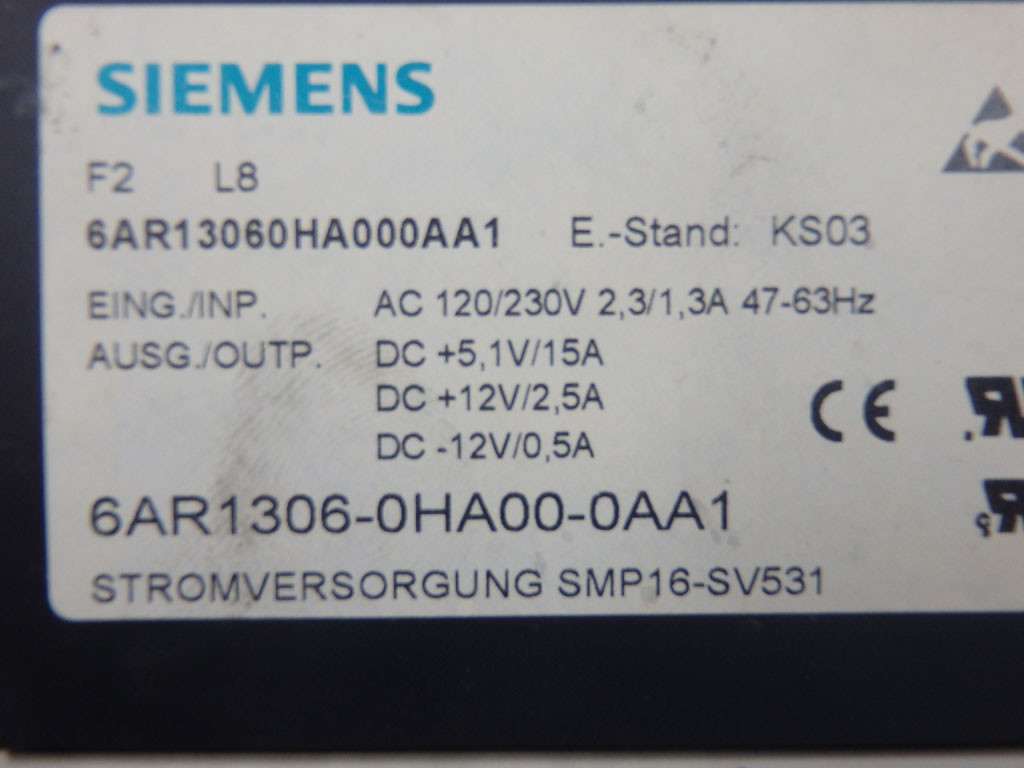 SIEMENS
F2 L8
6AR13060HA000AA1 E.-Stand: KS03
EING./INP. AC 120/230V 2,3/1,3A 47-63Hz
AUSG./OUTP. DC +5,1V/15A
DC +12V/2,5A
DC -12V/0,5A
CE
6AR1306-0HA00-0AA1
STROMVERSORGUNG SMP16-SV531